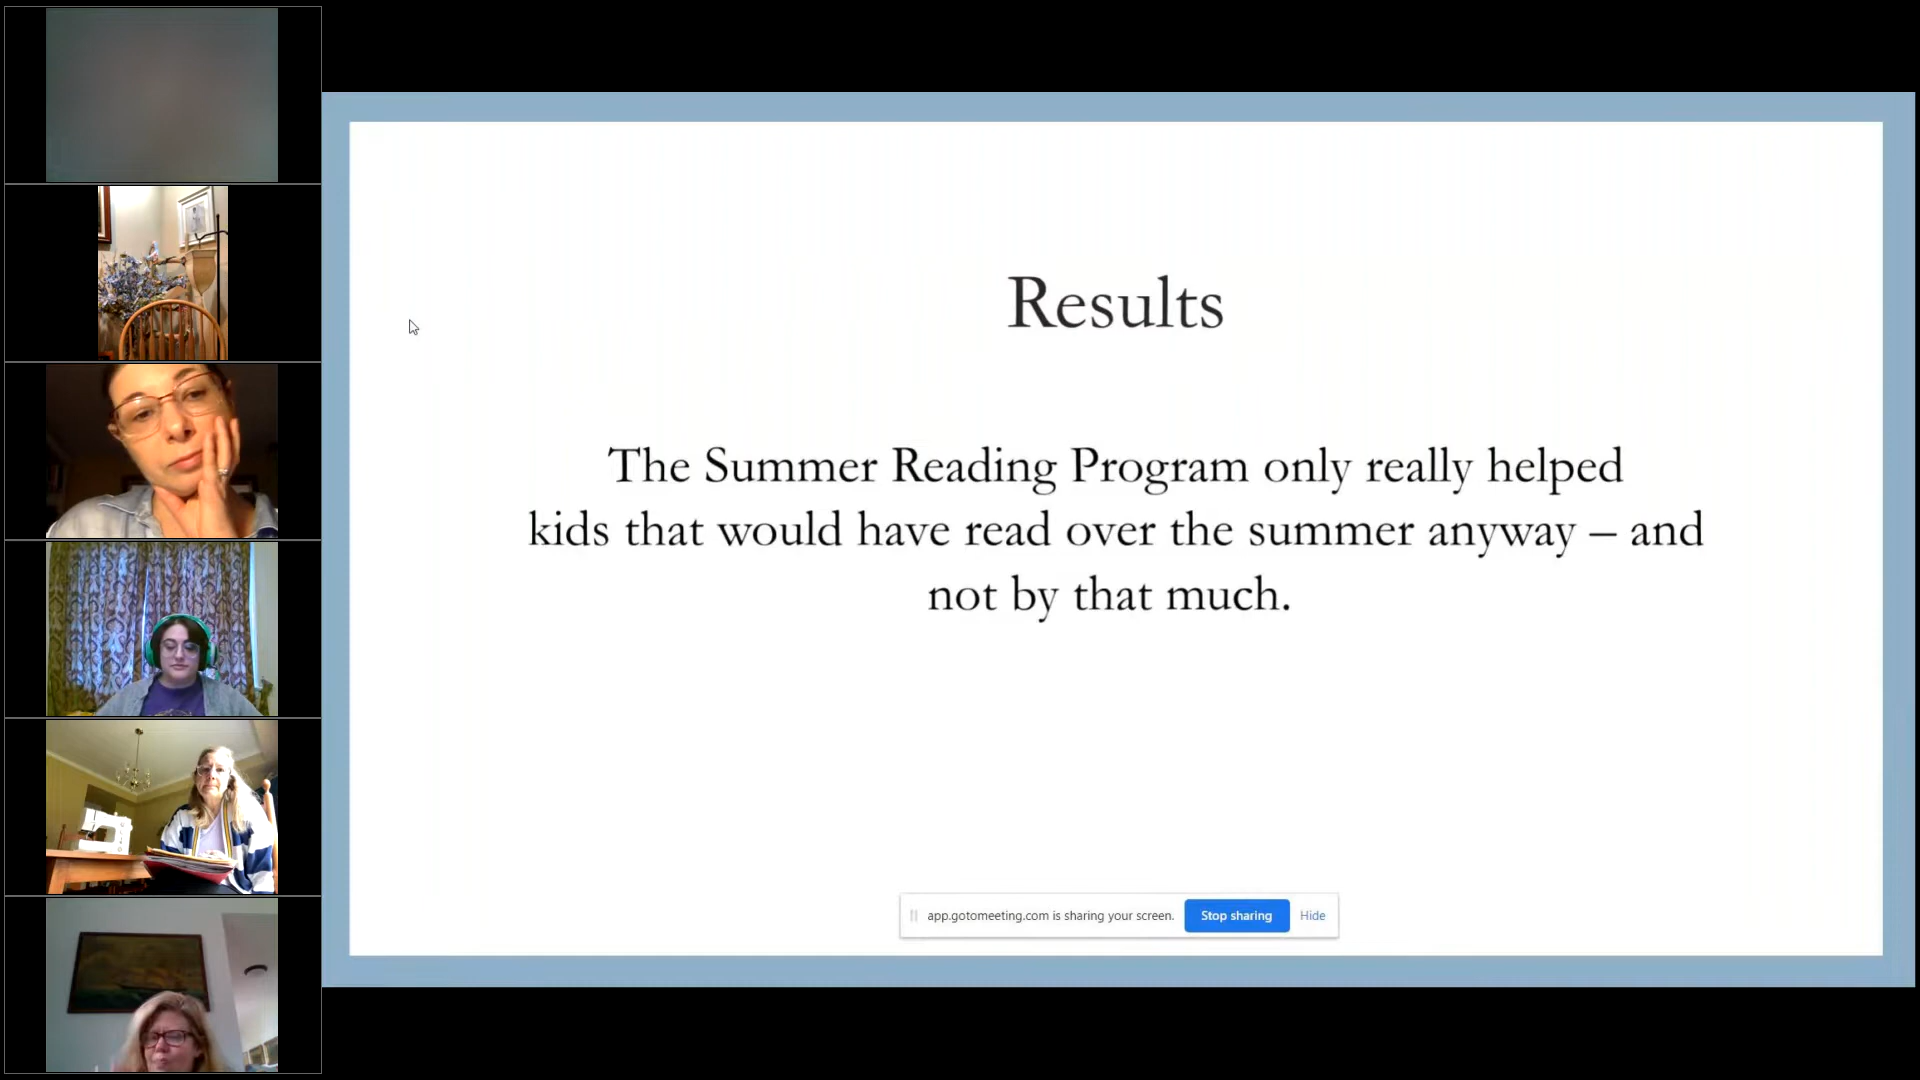 Results
The Summer Reading Program only really helped
kids that would have read over the summer anyway – and
not by that much.
app.gotomeeting.com is sharing your screen. Stop sharing Hide